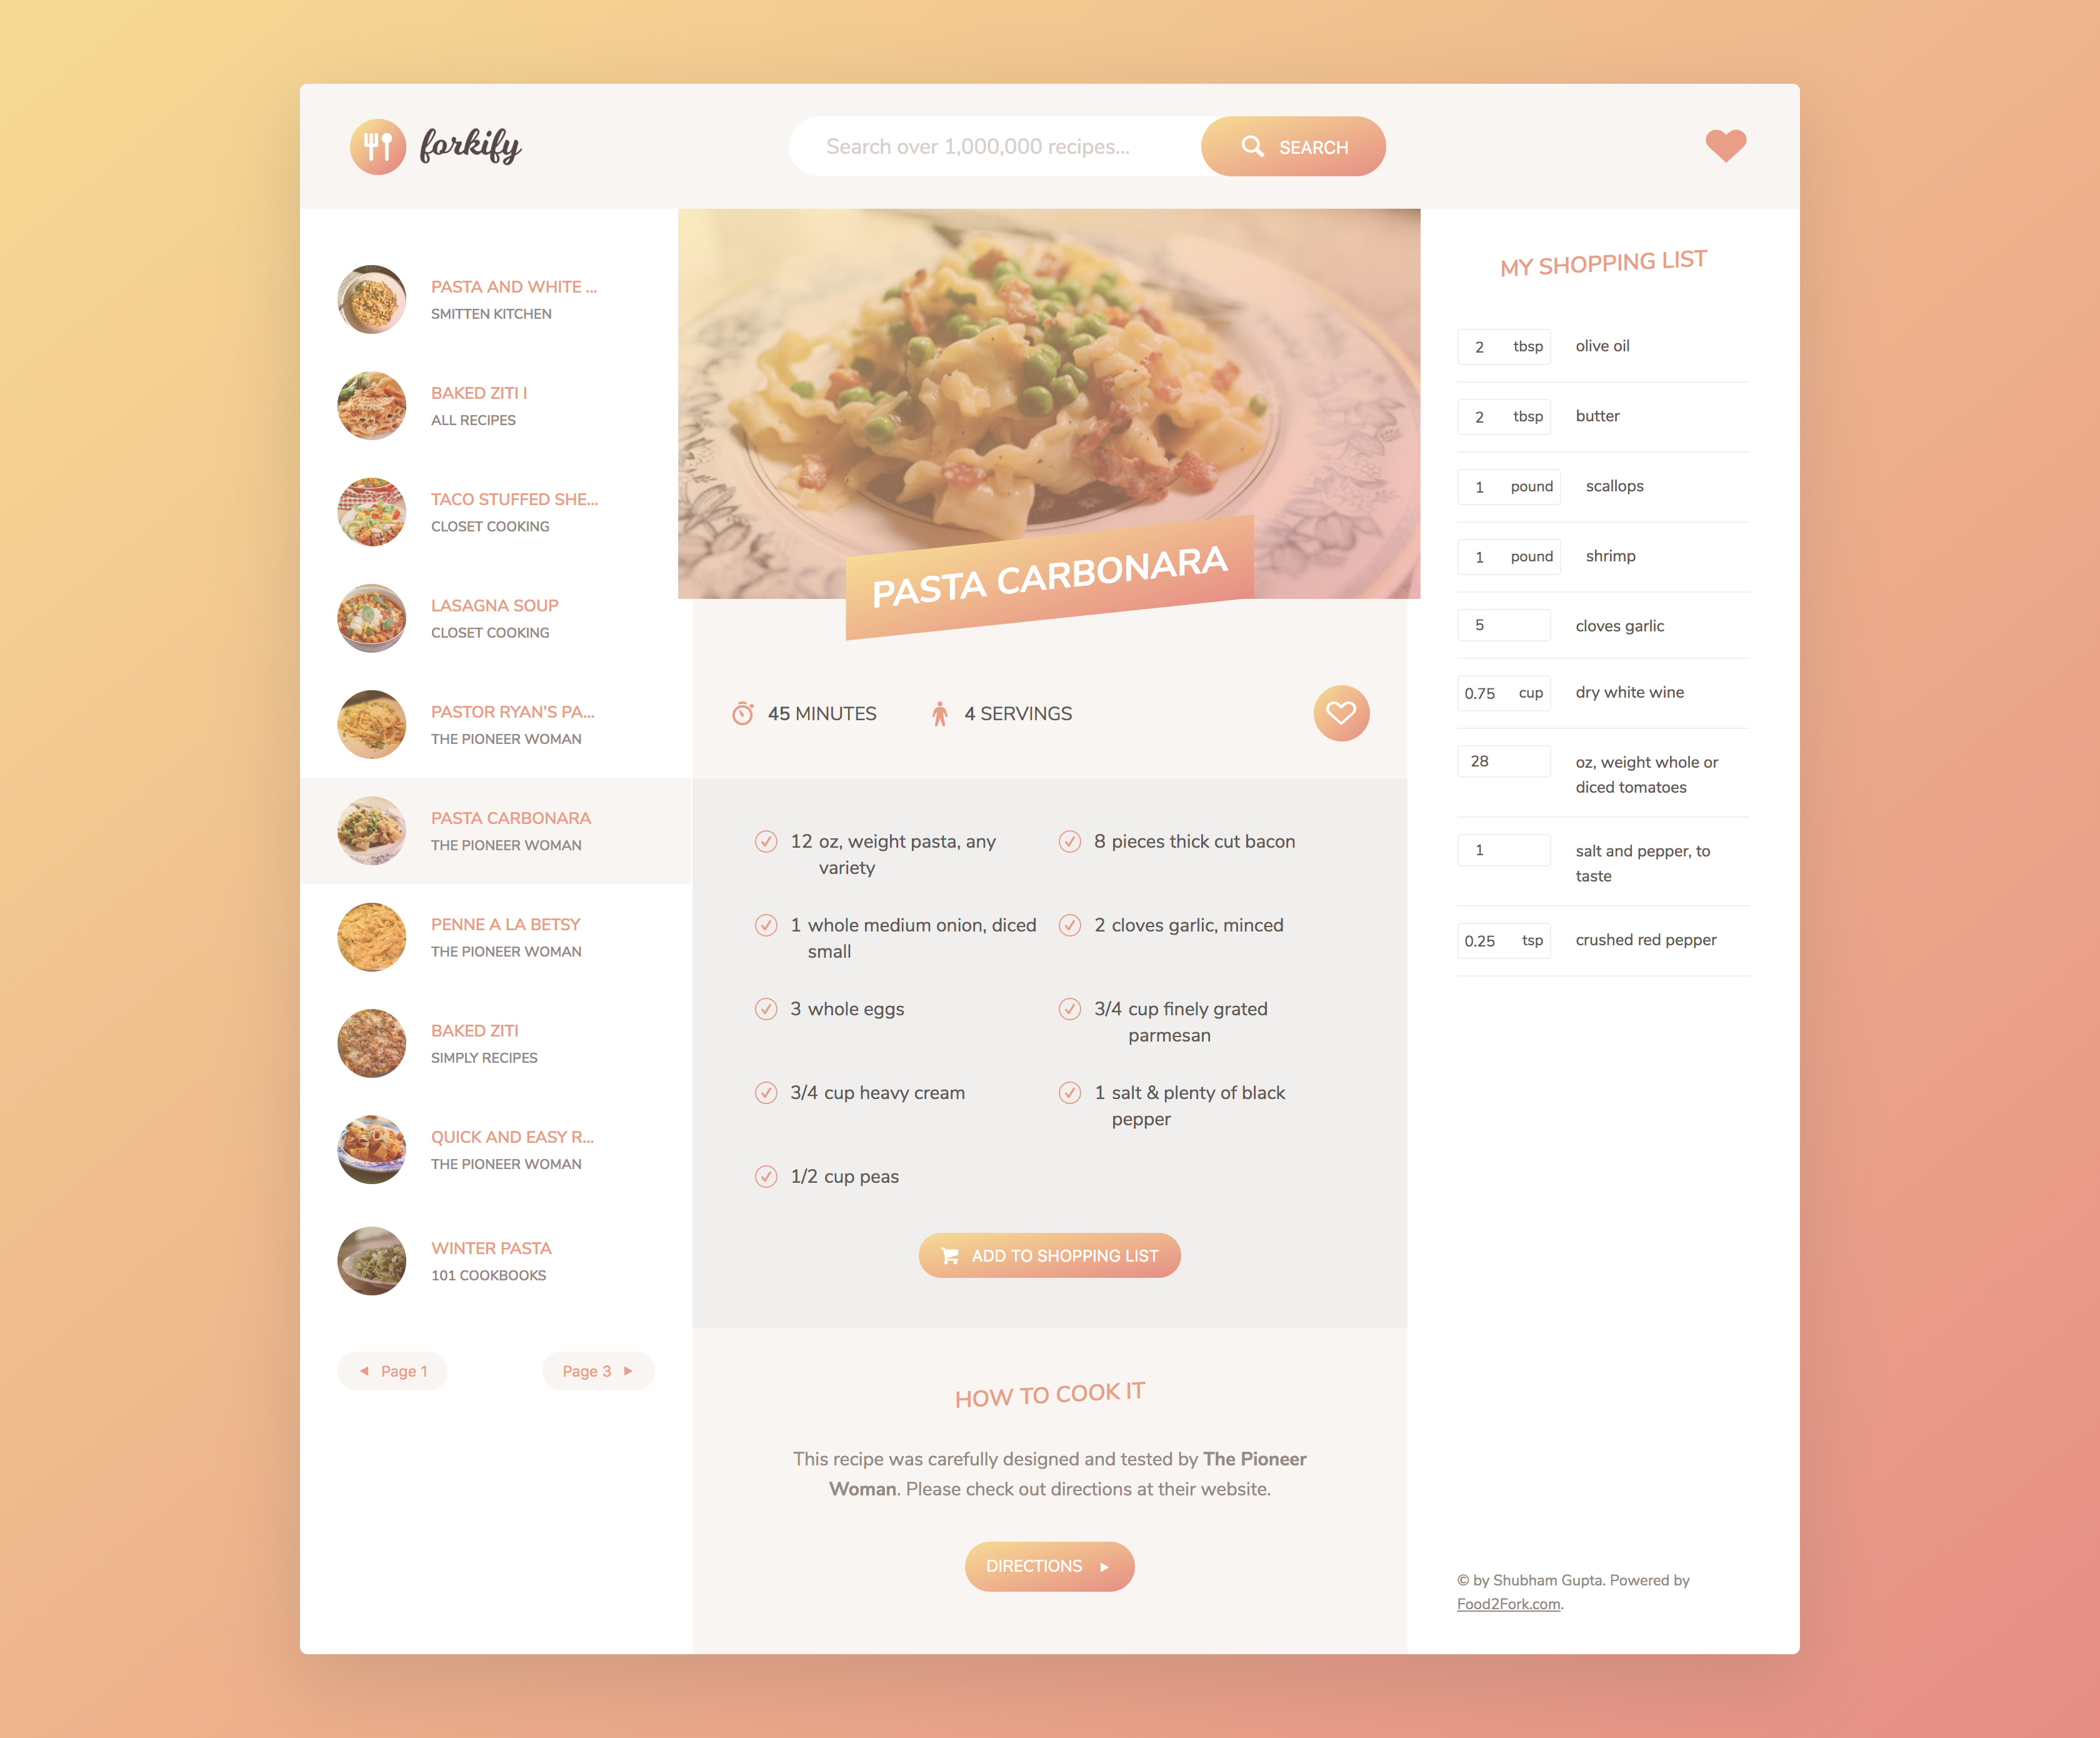 forkify
Search over 1,000,000 recipes...
SEARCH
PASTA AND WHITE ...
SMITTEN KITCHEN
BAKED ZITI I
ALL RECIPES
TACO STUFFED SHE...
CLOSET COOKING
LASAGNA SOUP
CLOSET COOKING
PASTOR RYAN'S PA...
THE PIONEER WOMAN
PASTA CARBONARA
THE PIONEER WOMAN
PENNE A LA BETSY
THE PIONEER WOMAN
BAKED ZITI
SIMPLY RECIPES
QUICK AND EASY R...
THE PIONEER WOMAN
WINTER PASTA
101 COOKBOOKS
Page 1
Page 3
PASTA CARBONARA
45 MINUTES
4 SERVINGS
12 oz, weight pasta, any
variety
8 pieces thick cut bacon
1 whole medium onion, diced
small
2 cloves garlic, minced
3 whole eggs
3/4 cup finely grated
parmesan
3/4 cup heavy cream
1 salt & plenty of black
pepper
1/2 cup peas
ADD TO SHOPPING LIST
HOW TO COOK IT
This recipe was carefully designed and tested by The Pioneer
Woman. Please check out directions at their website.
DIRECTIONS
MY SHOPPING LIST
2 tbsp olive oil
2 tbsp butter
1 pound scallops
1 pound shrimp
5 cloves garlic
0.75 cup dry white wine
28 oz, weight whole or
diced tomatoes
1 salt and pepper, to
taste
0.25 tsp crushed red pepper
© by Shubham Gupta. Powered by
Food2Fork.com.